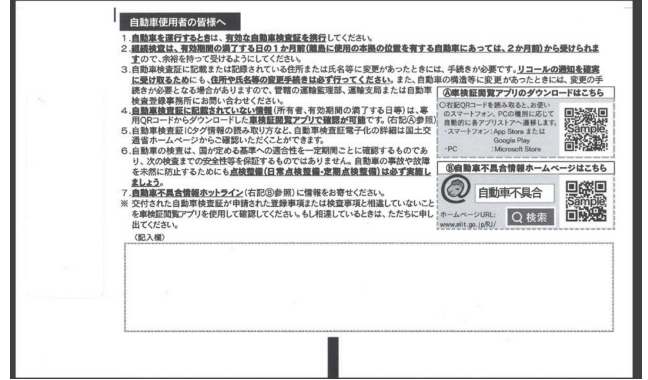 自動車使用者の皆様へ
1.自動車を運行するときは、有効な自動車検査証を携行してください。
2.継続検査は、有効期間の満了する日の1か月前(離島に使用の本拠の位置を有する自動車にあっては、2か月前)から受けられま
すので、余裕を持って受けるようにしてください。
3.自動車検査証に記載または記録されている住所または氏名等に変更があったときには、手続きが必要です。リコールの通知を確実
に受け取るためにも、住所や氏名等の変更手続きは必ず行ってください。また、自動車の構造等に変更があったときには、変更の手
続きが必要となる場合がありますので、管轄の運輸監理部、運輸支局または自動車
検査登録事務所にお問い合わせください。
4.自動車検査証に記載されていない情報(所有者、有効期間の満了する日等)は、専
用QRコードからダウンロードした車検証閲覧アプリで確認が可能です。(右記Ⓐ参照)
5.自動車検査証ICタグ情報の読み取り方など、自動車検査証電子化の詳細は国土交
通省ホームページからご確認いただくことができます。
6.自動車の検査は、国が定める基準への適合性を一定期間ごとに確認するものであ
り、次の検査までの安全性等を保証するものではありません。自動車の事故や故障
を未然に防止するためにも点検整備(日常点検整備・定期点検整備)は必ず実施し
ましょう。
7.自動車不具合情報ホットライン(右記Ⓑ参照)に情報をお寄せください。
※ 交付された自動車検査証が申請された登録事項または検査事項と相違していないこと
を車検証閲覧アプリを使用して確認してください。もし相違しているときは、ただちに申し
出てください。
〈記入欄〉
Ⓐ車検証閲覧アプリのダウンロードはこちら
○右記QRコードを読み取ると、お使い
のスマートフォン、PCの種別に応じて
自動的に各アプリストアへ遷移します。
・スマートフォン:App Store または
Google Play
・PC :Microsoft Store
Sample
Ⓑ自動車不具合情報ホームページはこちら
自動車不具合
ホームページURL:
www.mlit.go.jp/RJ/
検索
Sample